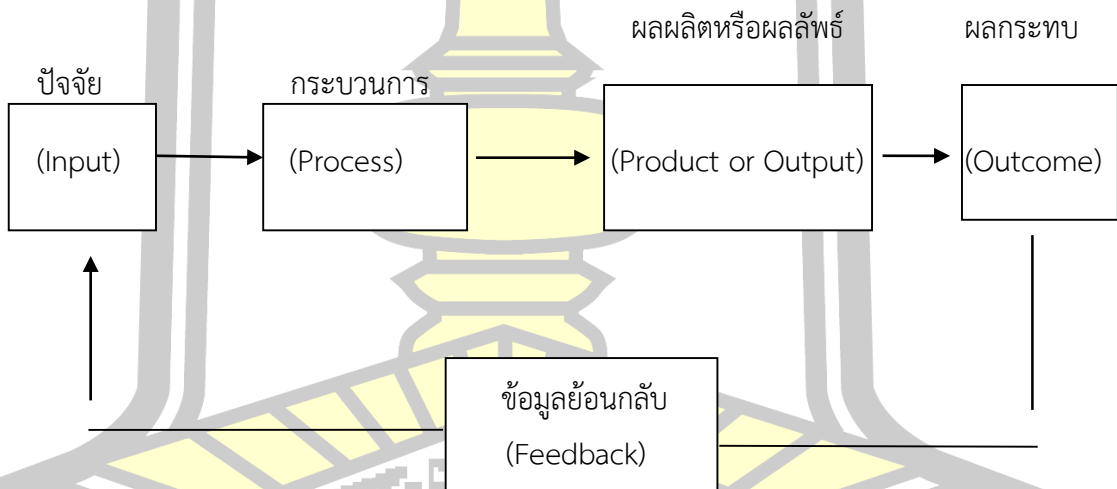 ผลผลิตหรือผลลัพธ์ ผลกระทบ
ปัจจัย กระบวนการ
(Input) (Process) (Product or Output) (Outcome)
ข้อมูลย้อนกลับ
(Feedback)